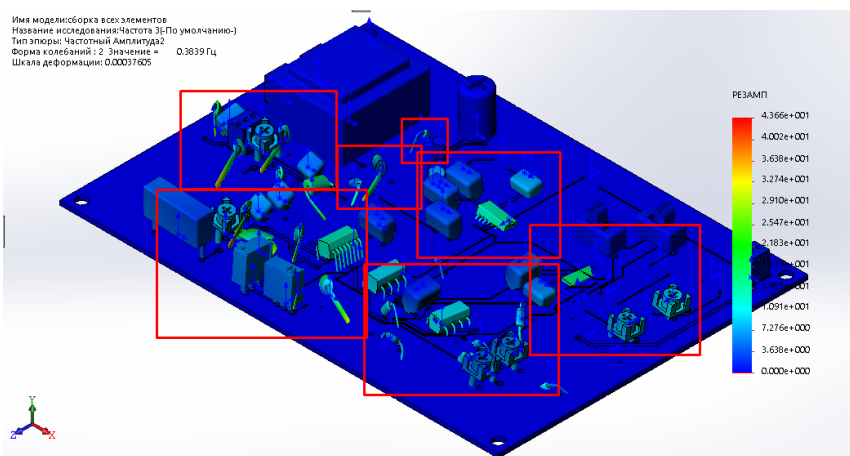 Имя модели:сборка всех элементов
Название исследования:Частота 3(-По умолчанию-)
Тип эпюры: Частотный Амплитуда2
Форма колебаний : 2 Значение = 0.3839 Гц
Шкала деформации: 0.00037605
РЕЗАМП
4.366e+001
4.002e+001
3.638e+001
3.274e+001
2.910e+001
2.547e+001
2.183e+001
1.091e+001
7.276e+000
3.638e+000
0.000e+000
Y
Z
X